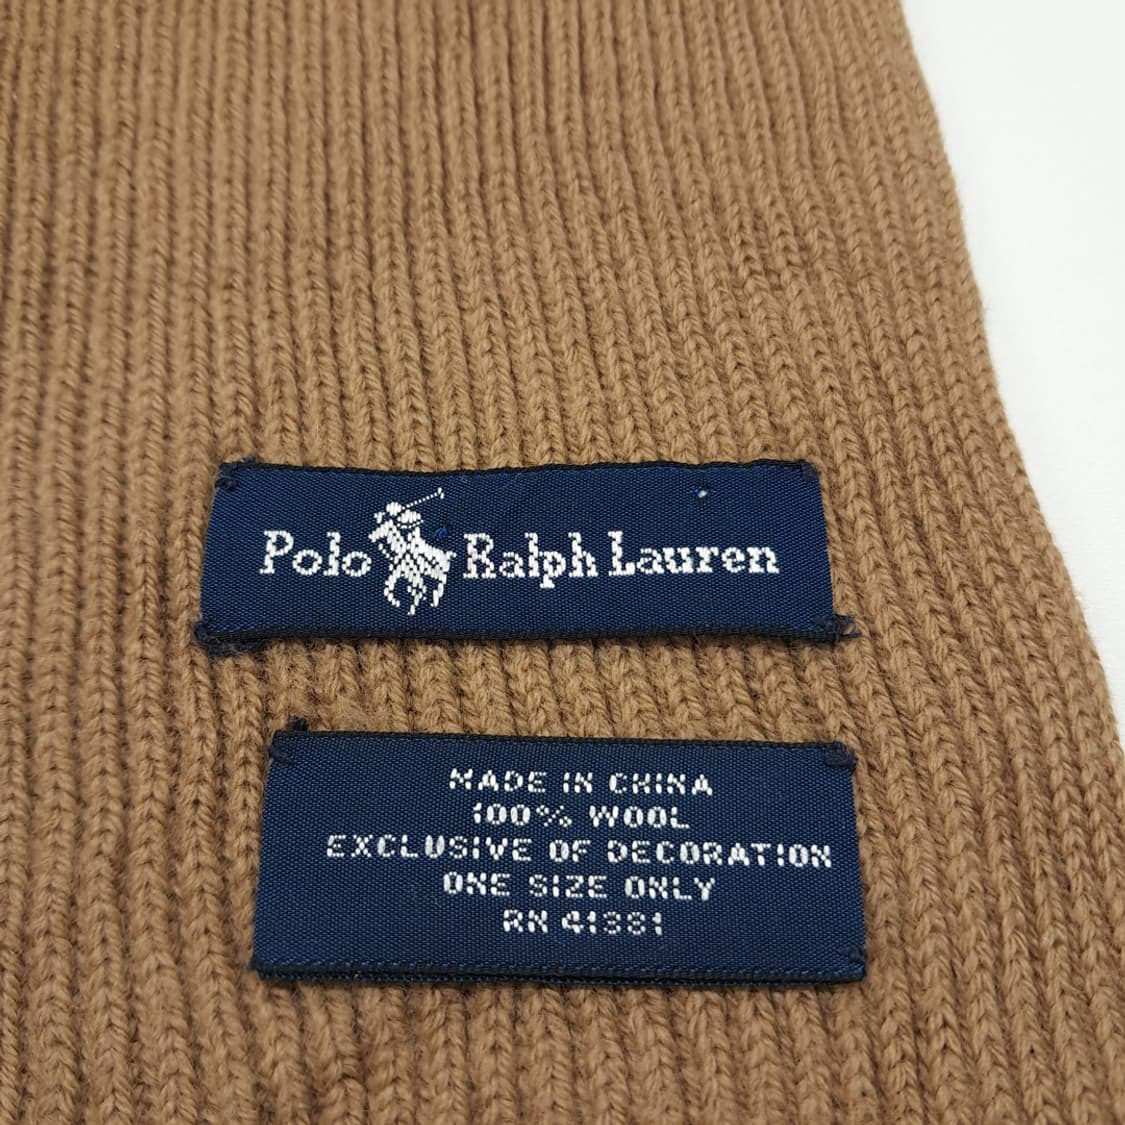 Polo Ralph Lauren
MADE IN CHINA
100% WOOL
EXCLUSIVE OF DECORATION
ONE SIZE ONLY
RN 41381